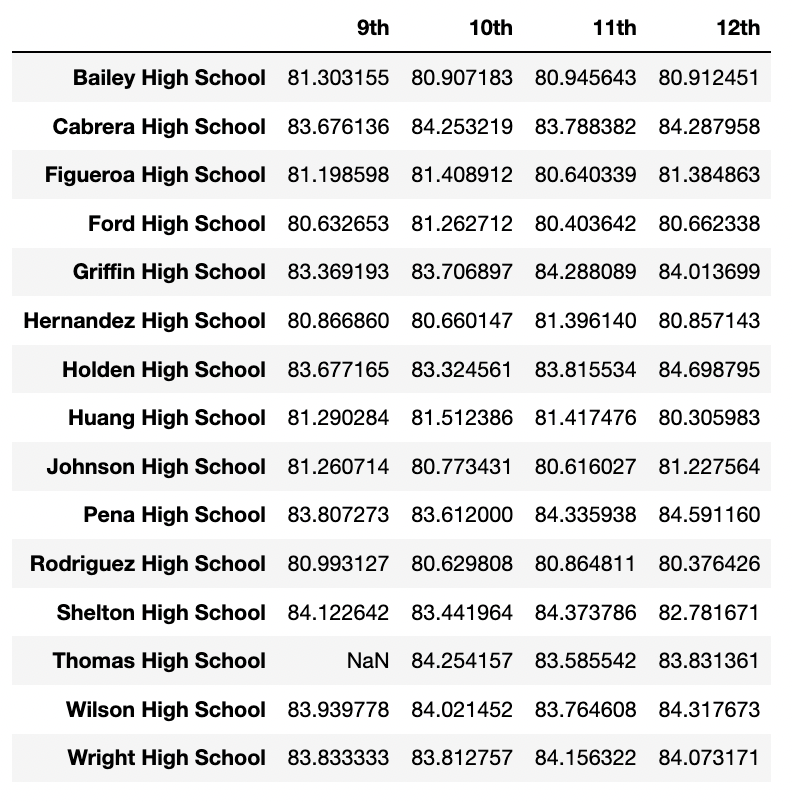 9th 10th 11th 12th
Bailey High School 81.303155 80.907183 80.945643 80.912451
Cabrera High School 83.676136 84.253219 83.788382 84.287958
Figueroa High School 81.198598 81.408912 80.640339 81.384863
Ford High School 80.632653 81.262712 80.403642 80.662338
Griffin High School 83.369193 83.706897 84.288089 84.013699
Hernandez High School 80.866860 80.660147 81.396140 80.857143
Holden High School 83.677165 83.324561 83.815534 84.698795
Huang High School 81.290284 81.512386 81.417476 80.305983
Johnson High School 81.260714 80.773431 80.616027 81.227564
Pena High School 83.807273 83.612000 84.335938 84.591160
Rodriguez High School 80.993127 80.629808 80.864811 80.376426
Shelton High School 84.122642 83.441964 84.373786 82.781671
Thomas High School NaN 84.254157 83.585542 83.831361
Wilson High School 83.939778 84.021452 83.764608 84.317673
Wright High School 83.833333 83.812757 84.156322 84.073171